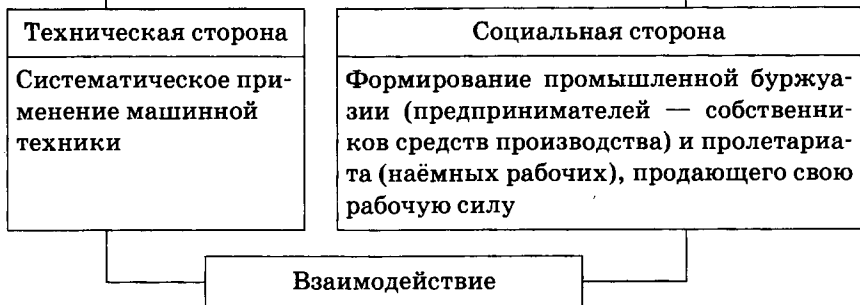 Техническая сторона
Систематическое при-
менение машинной
техники
Социальная сторона
Формирование промышленной буржуа-
зии (предпринимателей — собственни-
ков средств производства) и пролетариа-
та (наёмных рабочих), продающего свою
рабочую силу
Взаимодействие